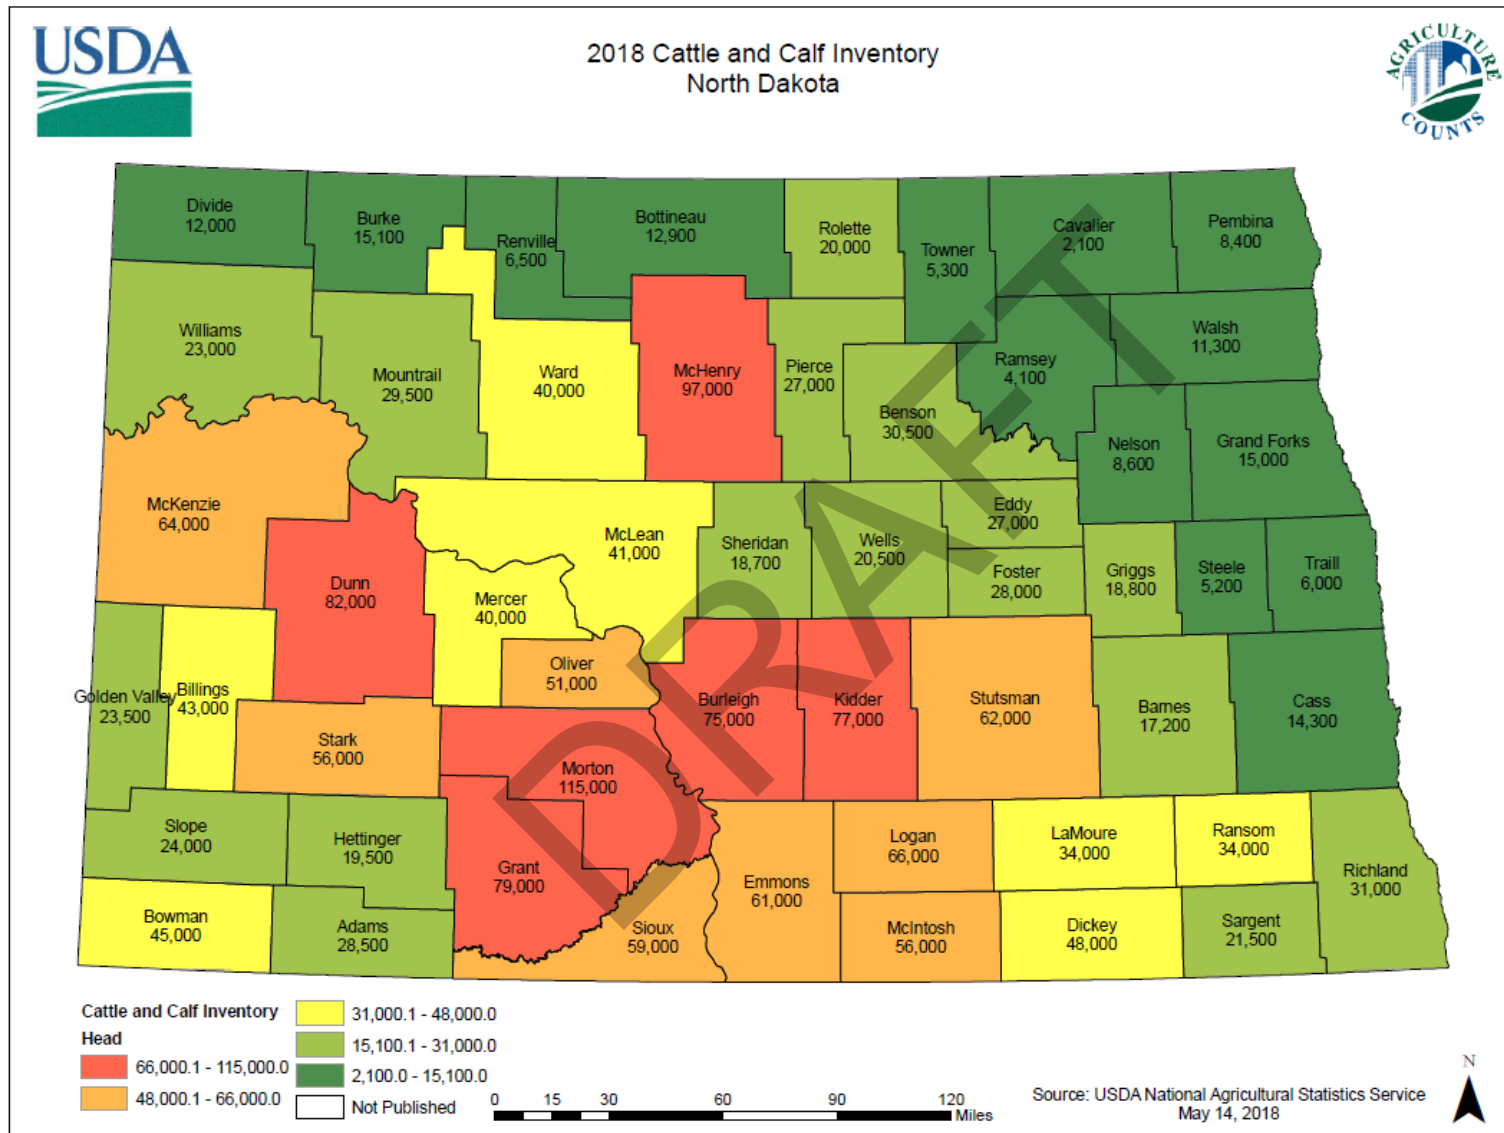 USDA
2018 Cattle and Calf Inventory
North Dakota
AGRICULTURE
COUNTS
Divide
12,000
Burke
15,100
Renville
6,500
Bottineau
12,900
Rolette
20,000
Towner
5,300
Cavalier
2,100
Pembina
8,400
Williams
23,000
Mountrail
29,500
Ward
40,000
McHenry
97,000
Pierce
27,000
Benson
30,500
Ramsey
4,100
Walsh
11,300
Nelson
8,600
Grand Forks
15,000
McKenzie
64,000
Dunn
82,000
McLean
41,000
Mercer
40,000
Sheridan
18,700
Wells
20,500
Eddy
27,000
Foster
28,000
Griggs
18,800
Steele
5,200
Traill
6,000
Golden Valley
23,500
Billings
43,000
Stark
56,000
Oliver
51,000
Morton
115,000
Burleigh
75,000
Kidder
77,000
Stutsman
62,000
Barnes
17,200
Cass
14,300
Slope
24,000
Hettinger
19,500
Grant
79,000
Bowman
45,000
Adams
28,500
Sioux
59,000
Emmons
61,000
Logan
66,000
McIntosh
56,000
LaMoure
34,000
Dickey
48,000
Ransom
34,000
Sargent
21,500
Richland
31,000
DRAFT
Cattle and Calf Inventory
Head
66,000.1 - 115,000.0
48,000.1 - 66,000.0
31,000.1 - 48,000.0
15,100.1 - 31,000.0
2,100.0 - 15,100.0
Not Published
0 15 30 60 90 120
Miles
Source: USDA National Agricultural Statistics Service
May 14, 2018
N